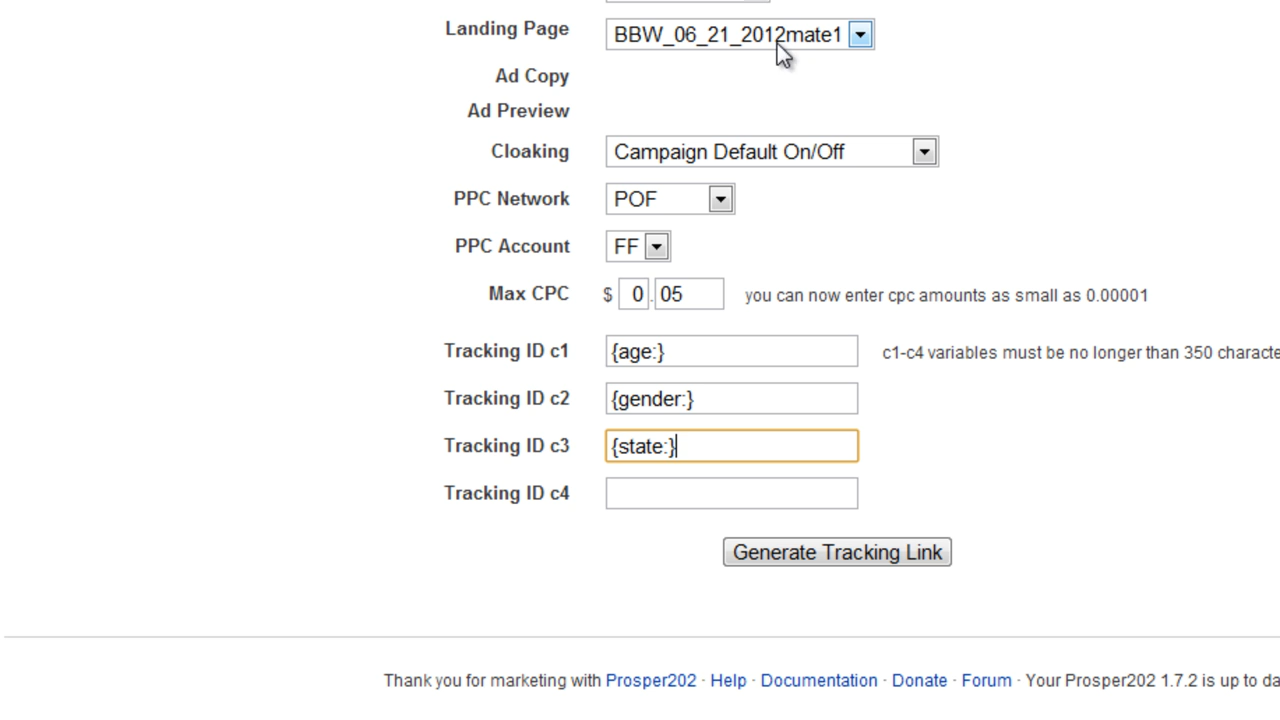 Landing Page BBW_06_21_2012mate1
Ad Copy
Ad Preview
Cloaking Campaign Default On/Off
PPC Network POF
PPC Account FF
Max CPC $ 0 . 05 you can now enter cpc amounts as small as 0.00001
Tracking ID c1 {age:} c1-c4 variables must be no longer than 350 characte
Tracking ID c2 {gender:}
Tracking ID c3 {state:}
Tracking ID c4
Generate Tracking Link
Thank you for marketing with Prosper202 · Help · Documentation · Donate · Forum · Your Prosper202 1.7.2 is up to da